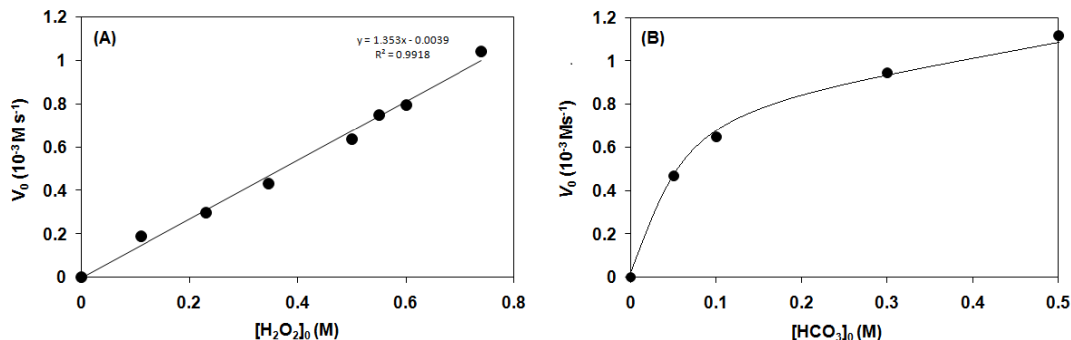 (A)
y = 1.353x - 0.0039
R² = 0.9918
1.2
1
0.8
0.6
0.4
0.2
0
V₀ (10⁻³ M s⁻¹)
0 0.2 0.4 0.6 0.8
[H₂O₂]₀ (M)
(B)
1.2
1
0.8
0.6
0.4
0.2
0
V₀ (10⁻³ Ms⁻¹)
0 0.1 0.2 0.3 0.4 0.5
[HCO₃]₀ (M)